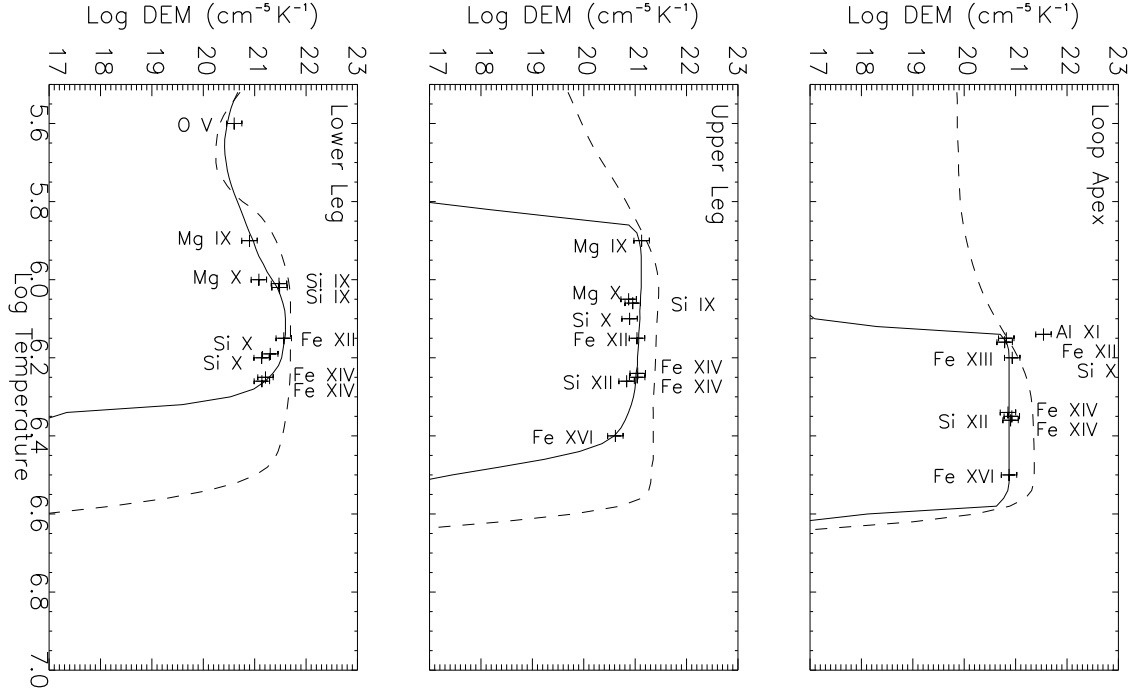 Log DEM (cm⁻⁵ K⁻¹)
17 18 19 20 21 22 23
Lower Leg
O V
Mg IX
Mg X
Si IX
Si IX
Fe XII
Si X
Si X
Fe XIV
Fe XIV
5.6 5.8 6.0 6.2 6.4 6.6 6.8 7.0
Log Temperature
Log DEM (cm⁻⁵ K⁻¹)
17 18 19 20 21 22 23
Upper Leg
Mg IX
Mg X
Si IX
Si X
Fe XII
Fe XIV
Si XII
Fe XIV
Fe XVI
Log DEM (cm⁻⁵ K⁻¹)
17 18 19 20 21 22 23
Loop Apex
Al XI
Fe XII
Fe XIII
Si X
Fe XIV
Si XII
Fe XIV
Fe XVI